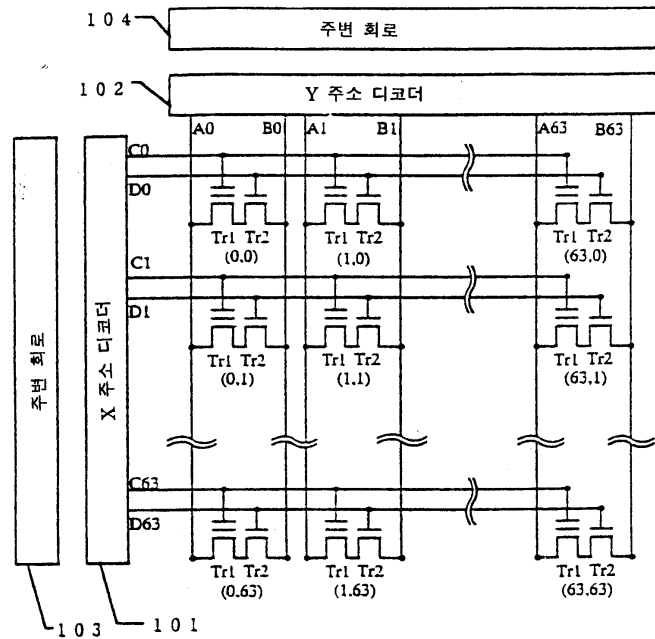 104
주변 회로
102
Y 주소 디코더
A0 B0 A1 B1 A63 B63
C0
D0
Tr1 Tr2 Tr1 Tr2 Tr1 Tr2
(0,0) (1,0) (63,0)
C1
D1
Tr1 Tr2 Tr1 Tr2 Tr1 Tr2
(0,1) (1,1) (63,1)
주변 회로
X 주소 디코더
C63
D63
Tr1 Tr2 Tr1 Tr2 Tr1 Tr2
(0,63) (1,63) (63,63)
103 101